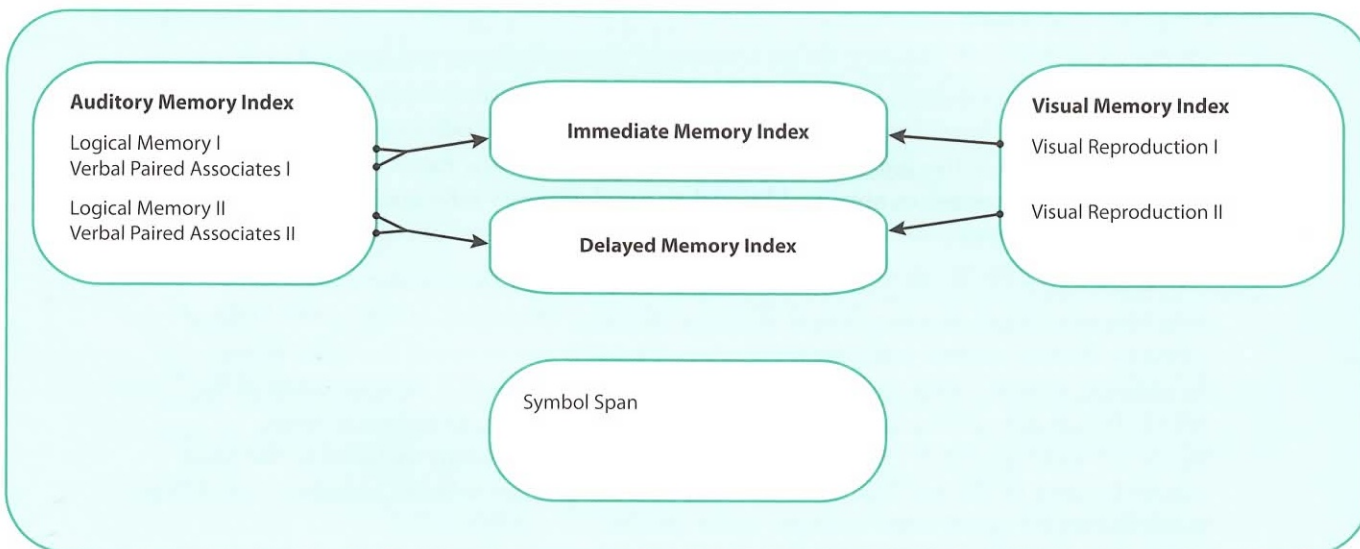 Auditory Memory Index
Logical Memory I
Verbal Paired Associates I
Logical Memory II
Verbal Paired Associates II
Immediate Memory Index
Delayed Memory Index
Visual Memory Index
Visual Reproduction I
Visual Reproduction II
Symbol Span